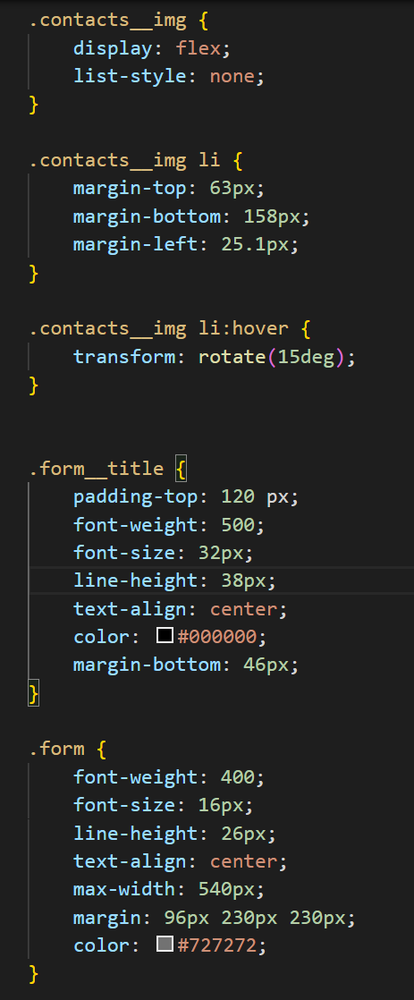 .contacts__img {
    display: flex;
    list-style: none;
}

.contacts__img li {
    margin-top: 63px;
    margin-bottom: 158px;
    margin-left: 25.1px;
}

.contacts__img li:hover {
    transform: rotate(15deg);
}


.form__title {
    padding-top: 120 px;
    font-weight: 500;
    font-size: 32px;
    line-height: 38px;
    text-align: center;
    color: #000000;
    margin-bottom: 46px;
}

.form {
    font-weight: 400;
    font-size: 16px;
    line-height: 26px;
    text-align: center;
    max-width: 540px;
    margin: 96px 230px 230px;
    color: #727272;
}